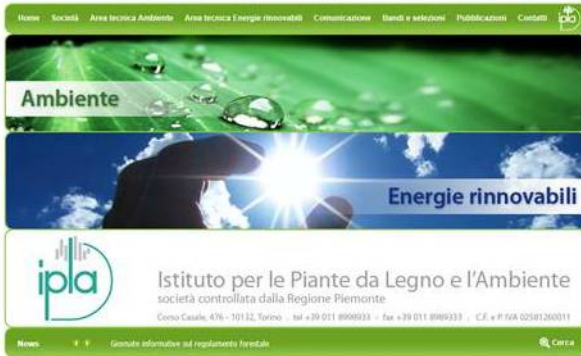 Home Società Area tecnica Ambiente Area tecnica Energie rinnovabili Comunicazione Bandi e selezioni Pubblicazioni Contatti ipla
Ambiente
Energie rinnovabili
ipla
Istituto per le Piante da Legno e l'Ambiente
società controllata dalla Regione Piemonte
Corso Casale, 476 - 10132, Torino . tel +39 011 8998933 - fax +39 011 8989333 . C.F. e P. IVA 02581260011
News Giornate informative sul regolamento forestale Cerca